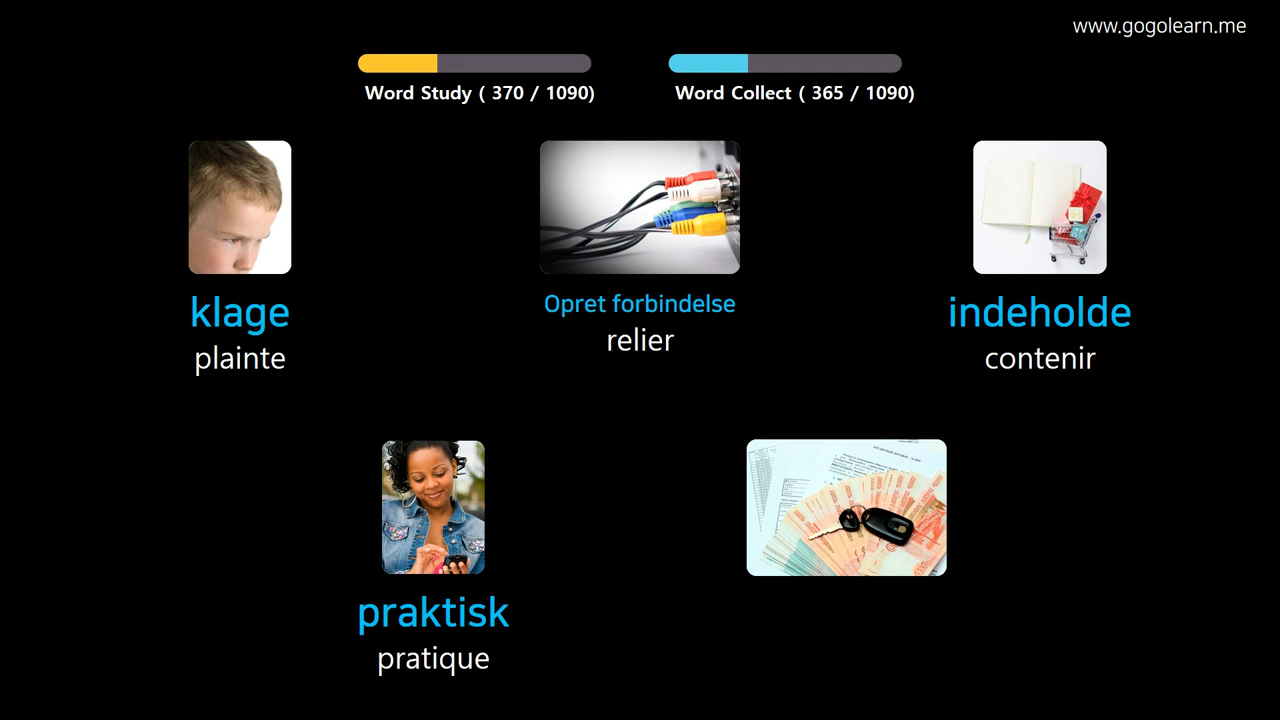 www.gogolearn.me
Word Study ( 370 / 1090)
Word Collect ( 365 / 1090)
klage
plainte
Opret forbindelse
relier
indeholde
contenir
praktisk
pratique